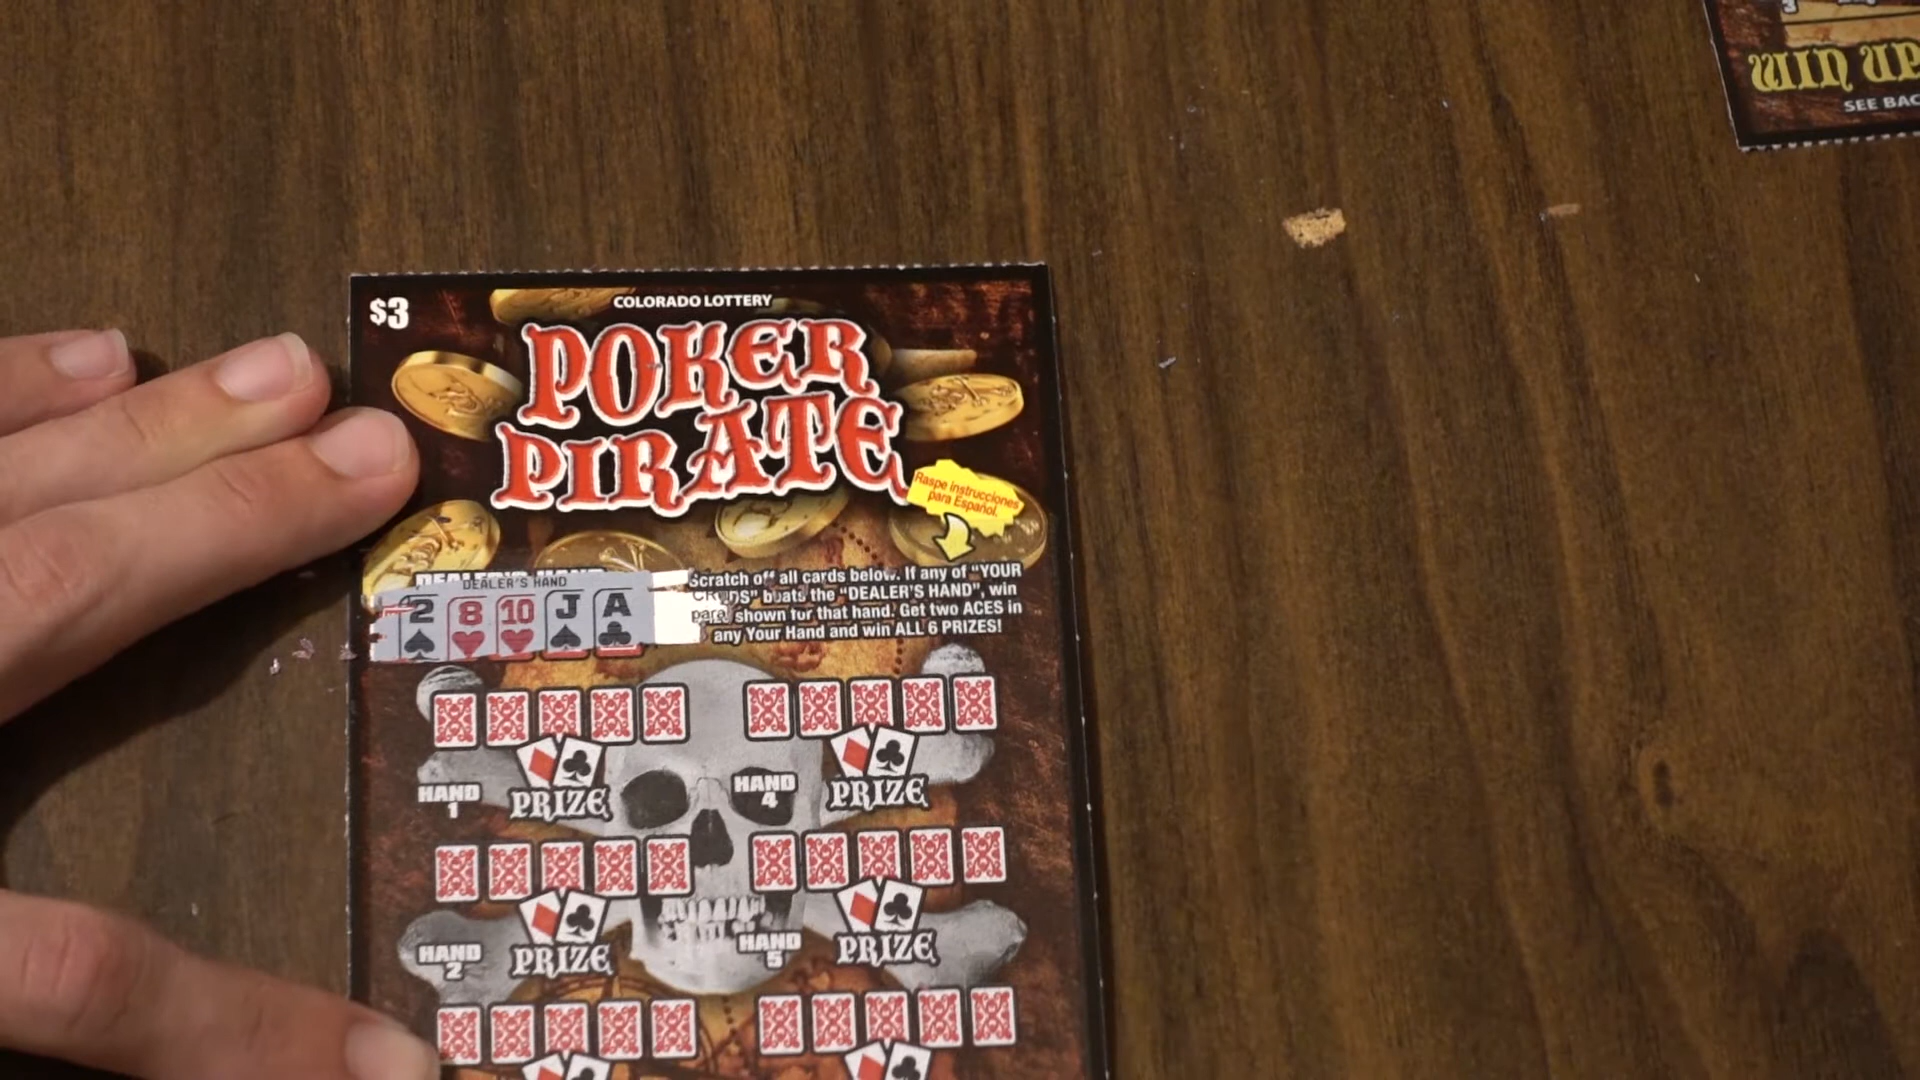 WIN UP
SEE BAC
$3
COLORADO LOTTERY
POKER
PIRATE
Raspe instrucciones
para Español.
DEALER'S HAND
2 8 10 J A
Scratch off all cards below. If any of "YOUR
beats the "DEALER'S HAND", win
shown for that hand. Get two ACES in
any Your Hand and win ALL 6 PRIZES!
HAND
1
PRIZE
HAND
4
PRIZE
HAND
2
PRIZE
HAND
5
PRIZE